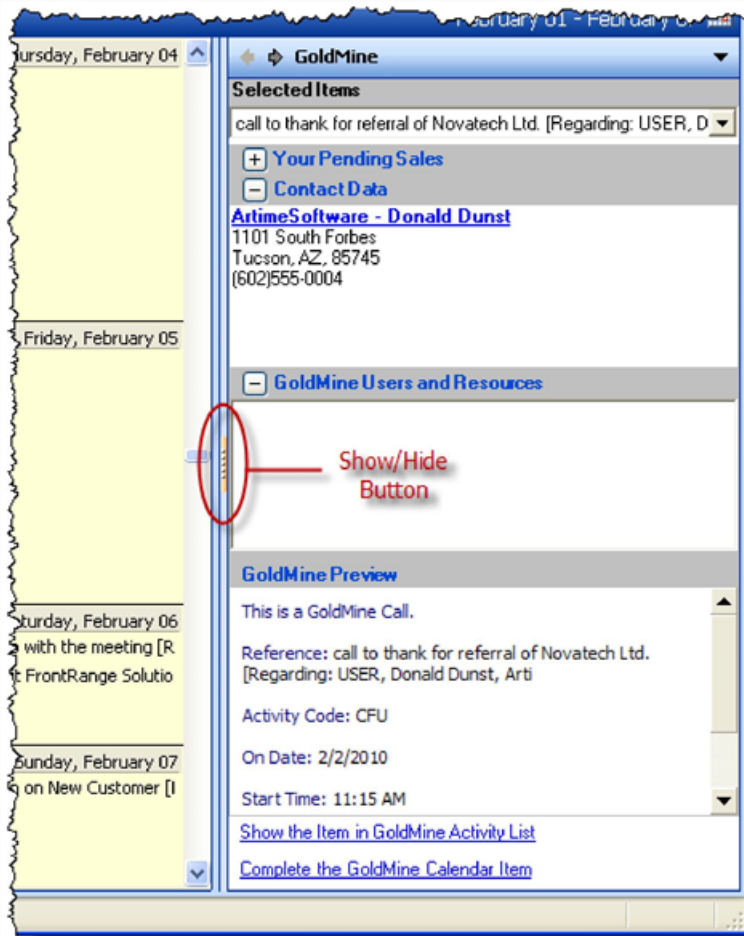 February 01 - February
ursday, February 04
Friday, February 05
turday, February 06
with the meeting [R
t FrontRange Solutio
Sunday, February 07
on New Customer [I
GoldMine
Selected Items
call to thank for referral of Novatech Ltd. [Regarding: USER, D
Your Pending Sales
Contact Data
ArtimeSoftware - Donald Dunst
1101 South Forbes
Tucson, AZ, 85745
(602)555-0004
GoldMine Users and Resources
Show/Hide
Button
GoldMine Preview
This is a GoldMine Call.
Reference: call to thank for referral of Novatech Ltd.
[Regarding: USER, Donald Dunst, Arti
Activity Code: CFU
On Date: 2/2/2010
Start Time: 11:15 AM
Show the Item in GoldMine Activity List
Complete the GoldMine Calendar Item